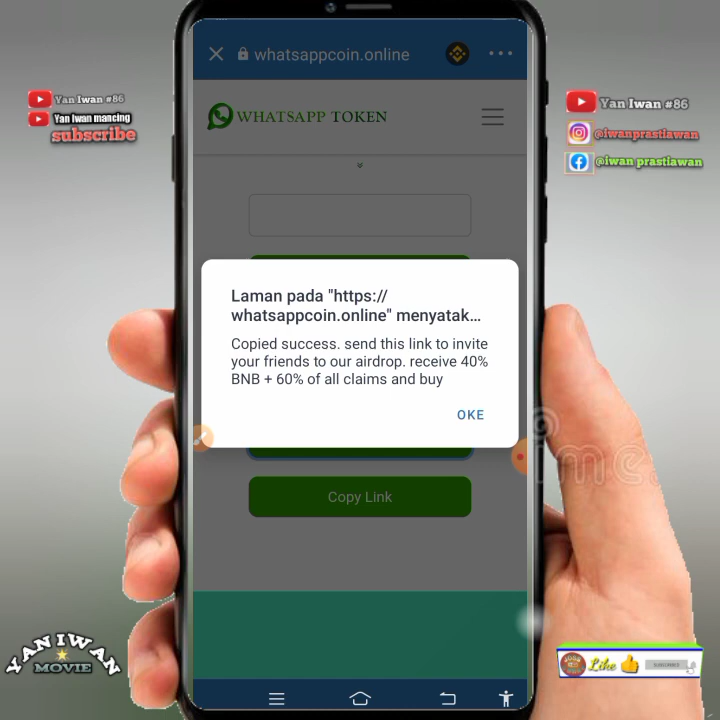 whatsappcoin.online
WHATSAPP TOKEN
Yan Iwan #86
Yan Iwan mancing
subscribe
Yan Iwan #86
@iwanprastiawan
@iwan prastiawan
Laman pada "https://
whatsappcoin.online" menyatak...
Copied success. send this link to invite
your friends to our airdrop. receive 40%
BNB + 60% of all claims and buy
OKE
Copy Link
YAN IWAN
MOVIE
Like
SUBSCRIBED